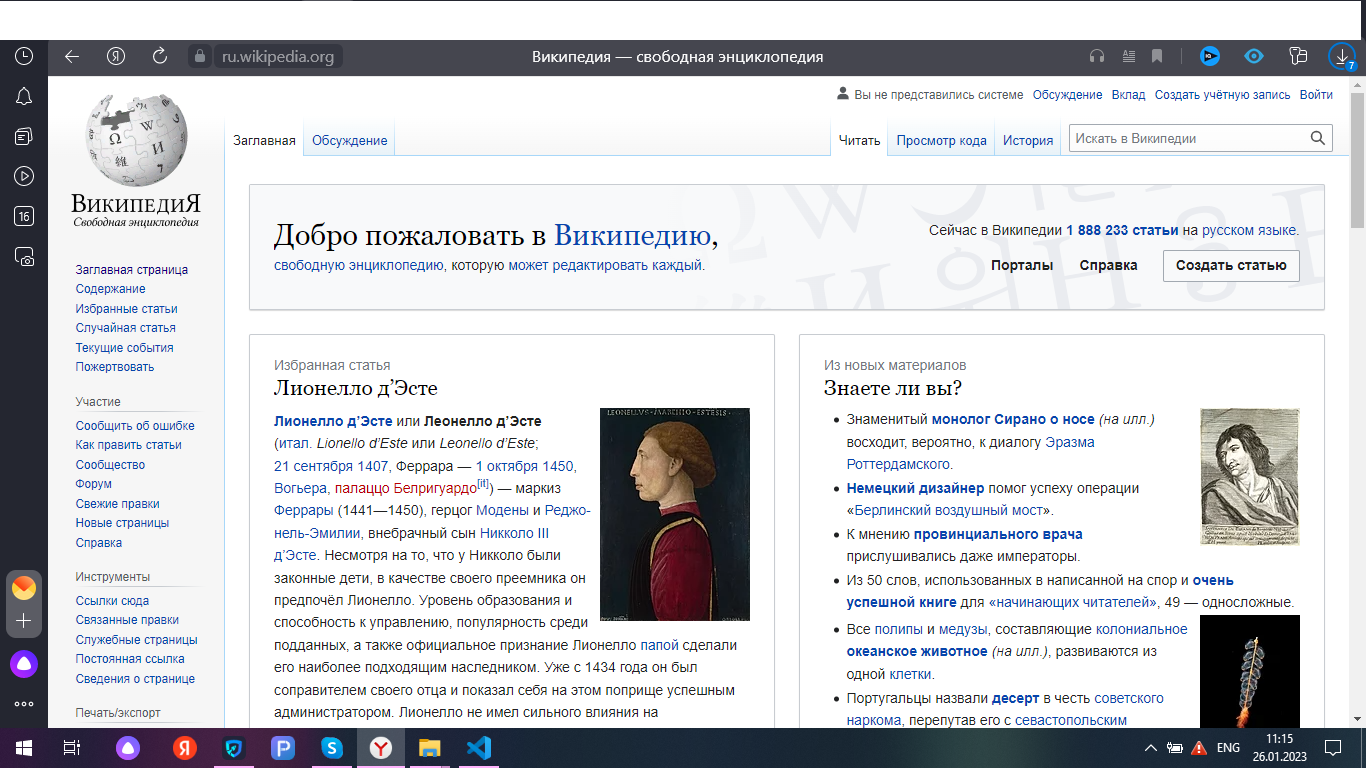 ru.wikipedia.org
Википедия — свободная энциклопедия
7
16
Вы не представились системе Обсуждение Вклад Создать учётную запись Войти
Заглавная Обсуждение
Читать Просмотр кода История Искать в Википедии
ВикипедиЯ
Свободная энциклопедия
Заглавная страница
Содержание
Избранные статьи
Случайная статья
Текущие события
Пожертвовать
Участие
Сообщить об ошибке
Как править статьи
Сообщество
Форум
Свежие правки
Новые страницы
Справка
Инструменты
Ссылки сюда
Связанные правки
Служебные страницы
Постоянная ссылка
Сведения о странице
Печать/экспорт
Добро пожаловать в Википедию,
свободную энциклопедию, которую может редактировать каждый.
Сейчас в Википедии 1 888 233 статьи на русском языке.
Порталы Справка Создать статью
Избранная статья
Лионелло д’Эсте
Лионелло д’Эсте или Леонелло д’Эсте
(итал. Lionello d’Este или Leonello d’Este;
21 сентября 1407, Феррара — 1 октября 1450,
Вогьера, палаццо Белригуардо[it]) — маркиз
Феррары (1441—1450), герцог Модены и Реджо-
нель-Эмилии, внебрачный сын Никколо III
д’Эсте. Несмотря на то, что у Никколо были
законные дети, в качестве своего преемника он
предпочёл Лионелло. Уровень образования и
способность к управлению, популярность среди
подданных, а также официальное признание Лионелло папой сделали
его наиболее подходящим наследником. Уже с 1434 года он был
соправителем своего отца и показал себя на этом поприще успешным
администратором. Лионелло не имел сильного влияния на
LEONELLVS · MARCHIO · ESTESIS ·
Из новых материалов
Знаете ли вы?
Знаменитый монолог Сирано о носе (на илл.)
восходит, вероятно, к диалогу Эразма
Роттердамского.
Немецкий дизайнер помог успеху операции
«Берлинский воздушный мост».
К мнению провинциального врача
прислушивались даже императоры.
Из 50 слов, использованных в написанной на спор и очень
успешной книге для «начинающих читателей», 49 — односложные.
Все полипы и медузы, составляющие колониальное
океанское животное (на илл.), развиваются из
одной клетки.
Португальцы назвали десерт в честь советского
наркома, перепутав его с севастопольским
ENG
11:15
26.01.2023